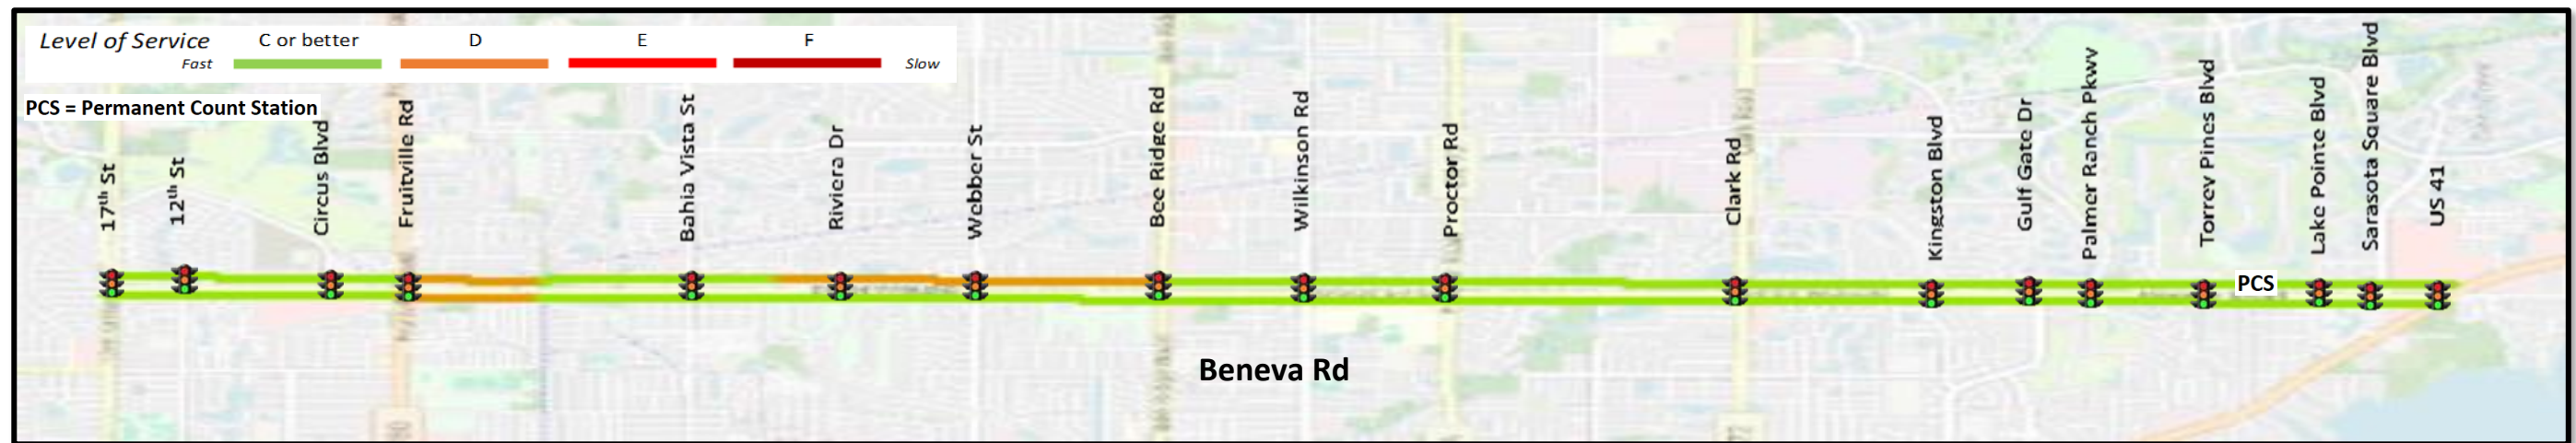 Level of Service
C or better
D
E
F
Fast
Slow
PCS = Permanent Count Station
17th St
12th St
Circus Blvd
Fruitville Rd
Bahia Vista St
Riviera Dr
Webber St
Bee Ridge Rd
Wilkinson Rd
Proctor Rd
Clark Rd
Kingston Blvd
Gulf Gate Dr
Palmer Ranch Pkwy
Torrey Pines Blvd
Lake Pointe Blvd
Sarasota Square Blvd
US 41
PCS
Beneva Rd